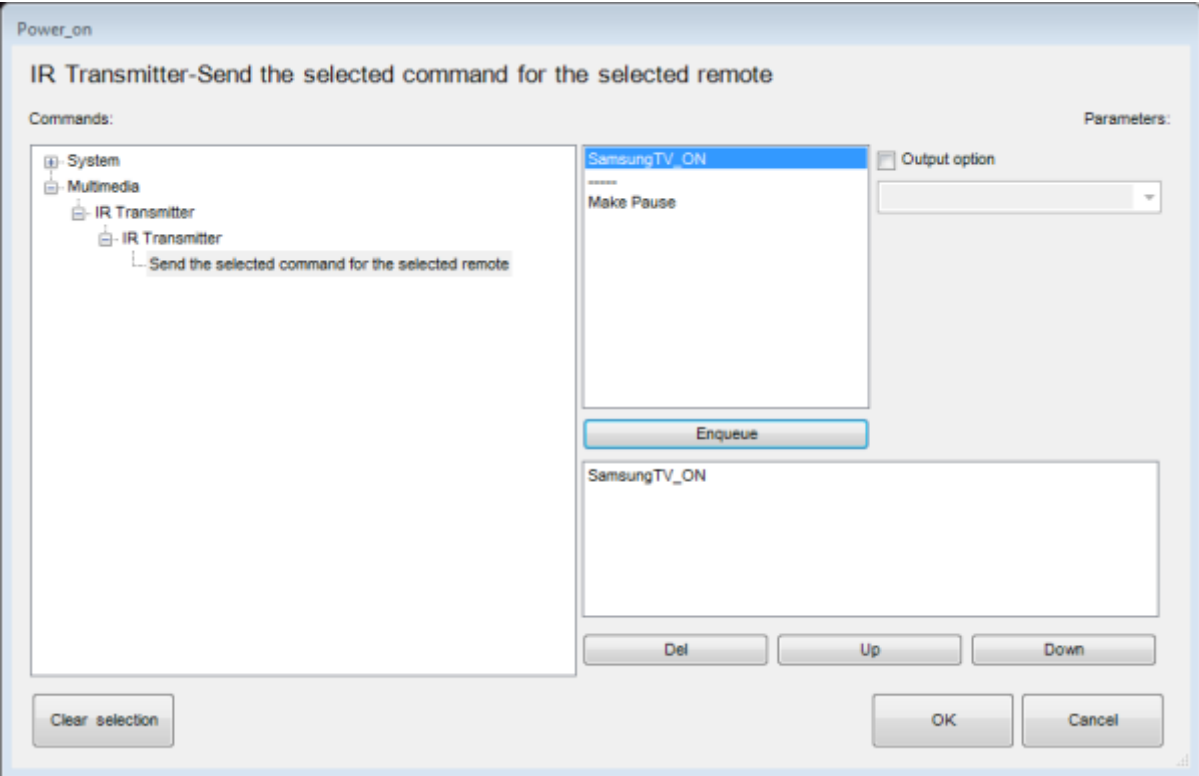 Power_on
IR Transmitter-Send the selected command for the selected remote
Commands:
Parameters:
System
Multimedia
IR Transmitter
IR Transmitter
Send the selected command for the selected remote
SamsungTV_ON
-----
Make Pause
Output option
Enqueue
SamsungTV_ON
Del
Up
Down
Clear selection
OK
Cancel